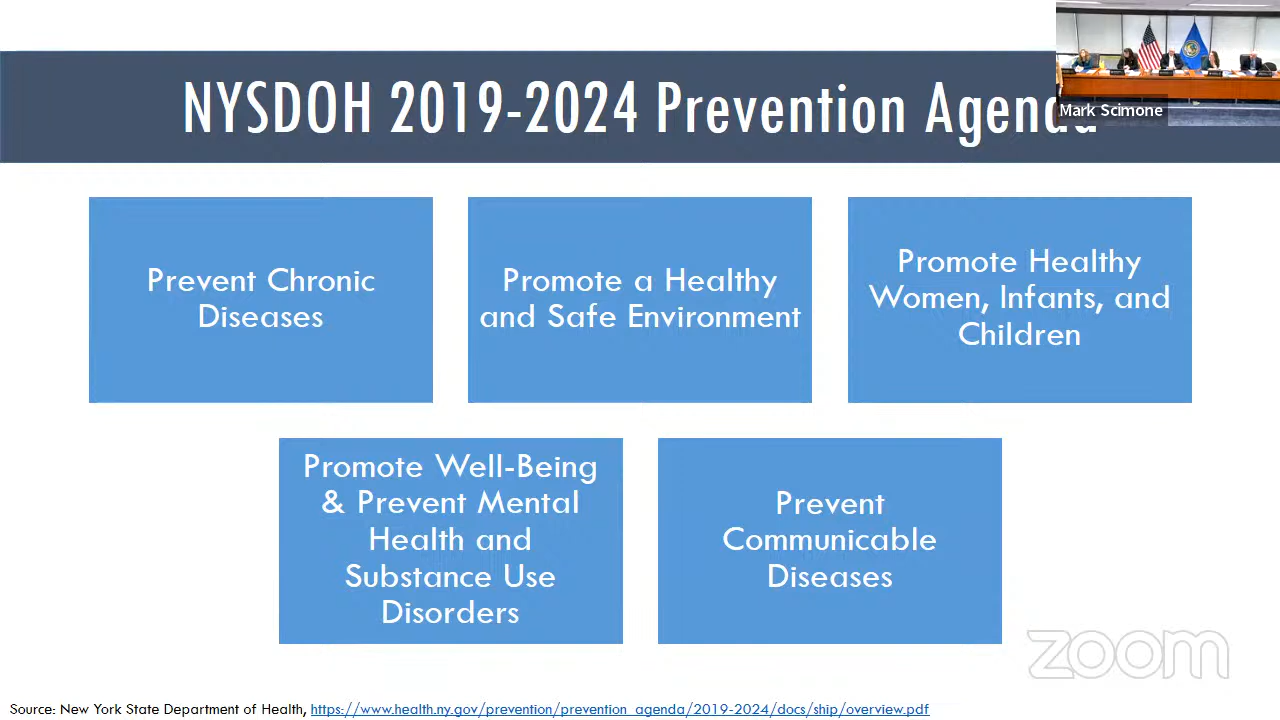 NYSDOH 2019-2024 Prevention Agenda
Mark Scimone
Prevent Chronic
Diseases
Promote a Healthy
and Safe Environment
Promote Healthy
Women, Infants, and
Children
Promote Well-Being
& Prevent Mental
Health and
Substance Use
Disorders
Prevent
Communicable
Diseases
zoom
Source: New York State Department of Health, https://www.health.ny.gov/prevention/prevention_agenda/2019-2024/docs/ship/overview.pdf